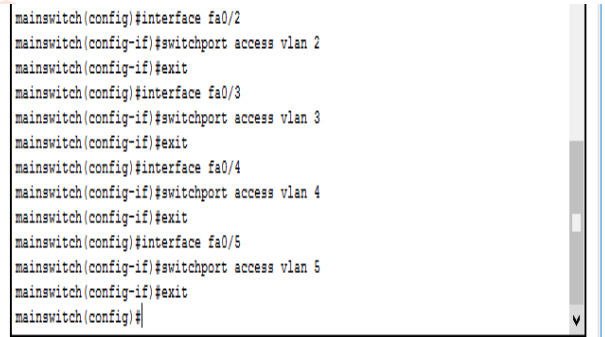 mainswitch(config)#interface fa0/2
mainswitch(config-if)#switchport access vlan 2
mainswitch(config-if)#exit
mainswitch(config)#interface fa0/3
mainswitch(config-if)#switchport access vlan 3
mainswitch(config-if)#exit
mainswitch(config)#interface fa0/4
mainswitch(config-if)#switchport access vlan 4
mainswitch(config-if)#exit
mainswitch(config)#interface fa0/5
mainswitch(config-if)#switchport access vlan 5
mainswitch(config-if)#exit
mainswitch(config)#